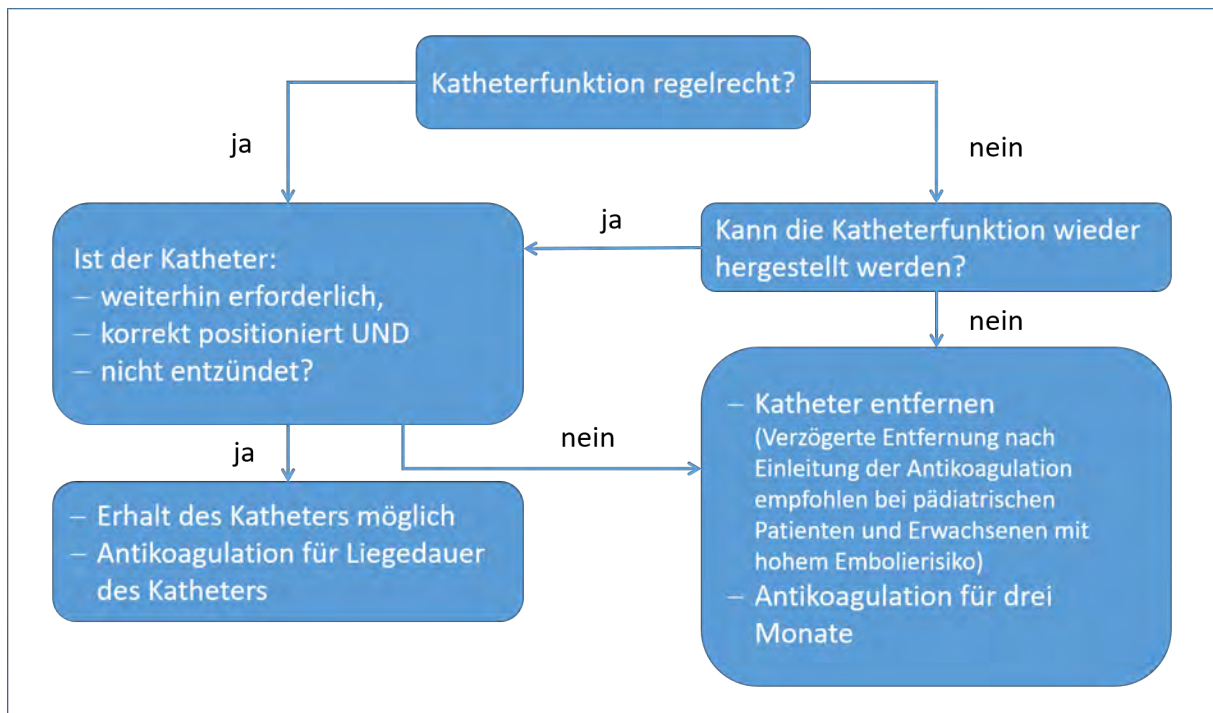 Katheterfunktion regelrecht?
ja
nein
Ist der Katheter:
– weiterhin erforderlich,
– korrekt positioniert UND
– nicht entzündet?
ja
Kann die Katheterfunktion wieder
hergestellt werden?
nein
ja
nein
– Erhalt des Katheters möglich
– Antikoagulation für Liegedauer
des Katheters
– Katheter entfernen
(Verzögerte Entfernung nach
Einleitung der Antikoagulation
empfohlen bei pädiatrischen
Patienten und Erwachsenen mit
hohem Embolierisiko)
– Antikoagulation für drei
Monate